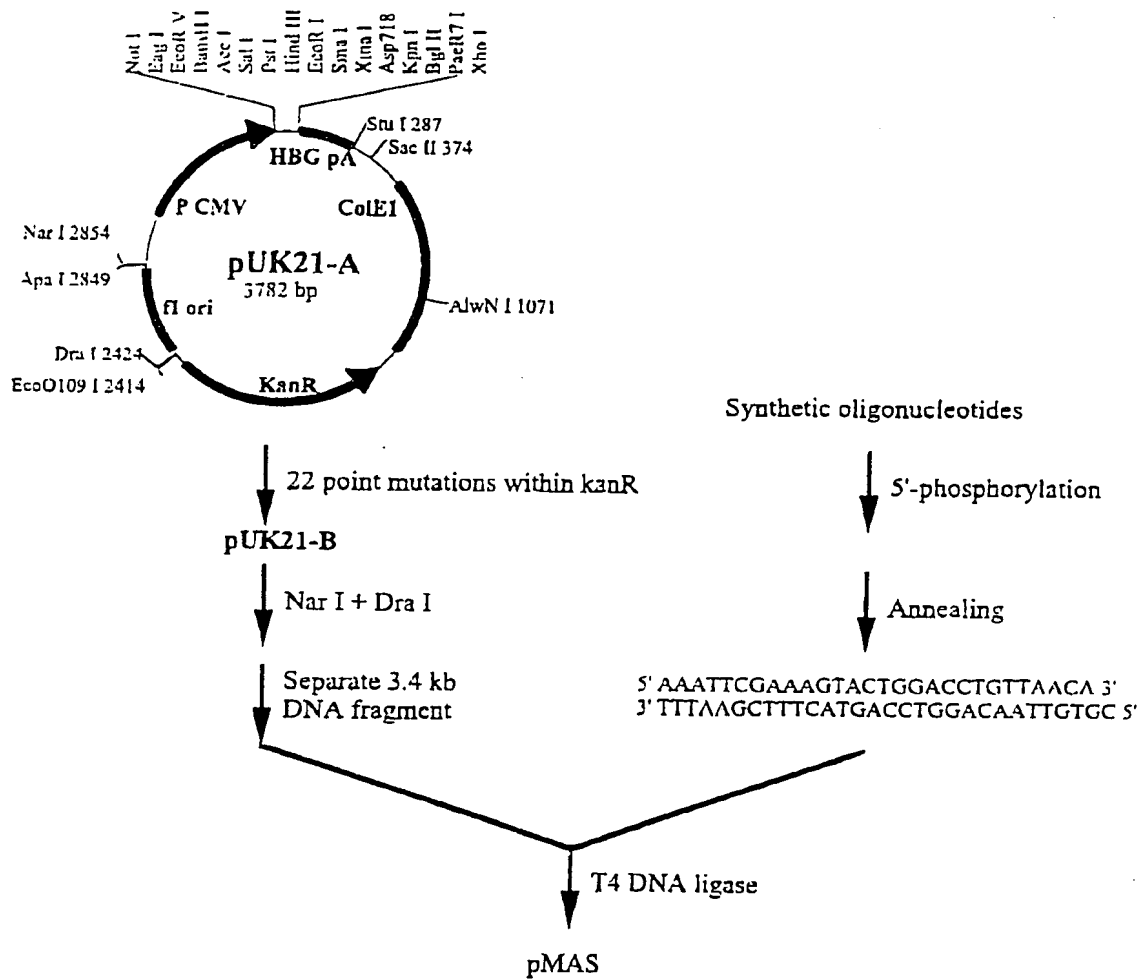 Not I
Eag I
EcoR V
BamH I
Acc I
Sal I
Pst I
Hind III
EcoR I
Sma I
Xma I
Asp718
Kpn I
Bgl II
PaeR7 I
Xho I
Stu I 287
HBG pA
Sac II 374
P CMV
ColE1
Nar I 2854
pUK21-A
Apa I 2849
3782 bp
f1 ori
AlwN I 1071
Dra I 2424
EcoO109 I 2414
KanR
Synthetic oligonucleotides
22 point mutations within kanR
5'-phosphorylation
pUK21-B
Nar I + Dra I
Annealing
Separate 3.4 kb
DNA fragment
5' AAATTCGAAAGTACTGGACCTGTTAACA 3'
3' TTTAAGCTTTCATGACCTGGACAATTGTGC 5'
T4 DNA ligase
pMAS